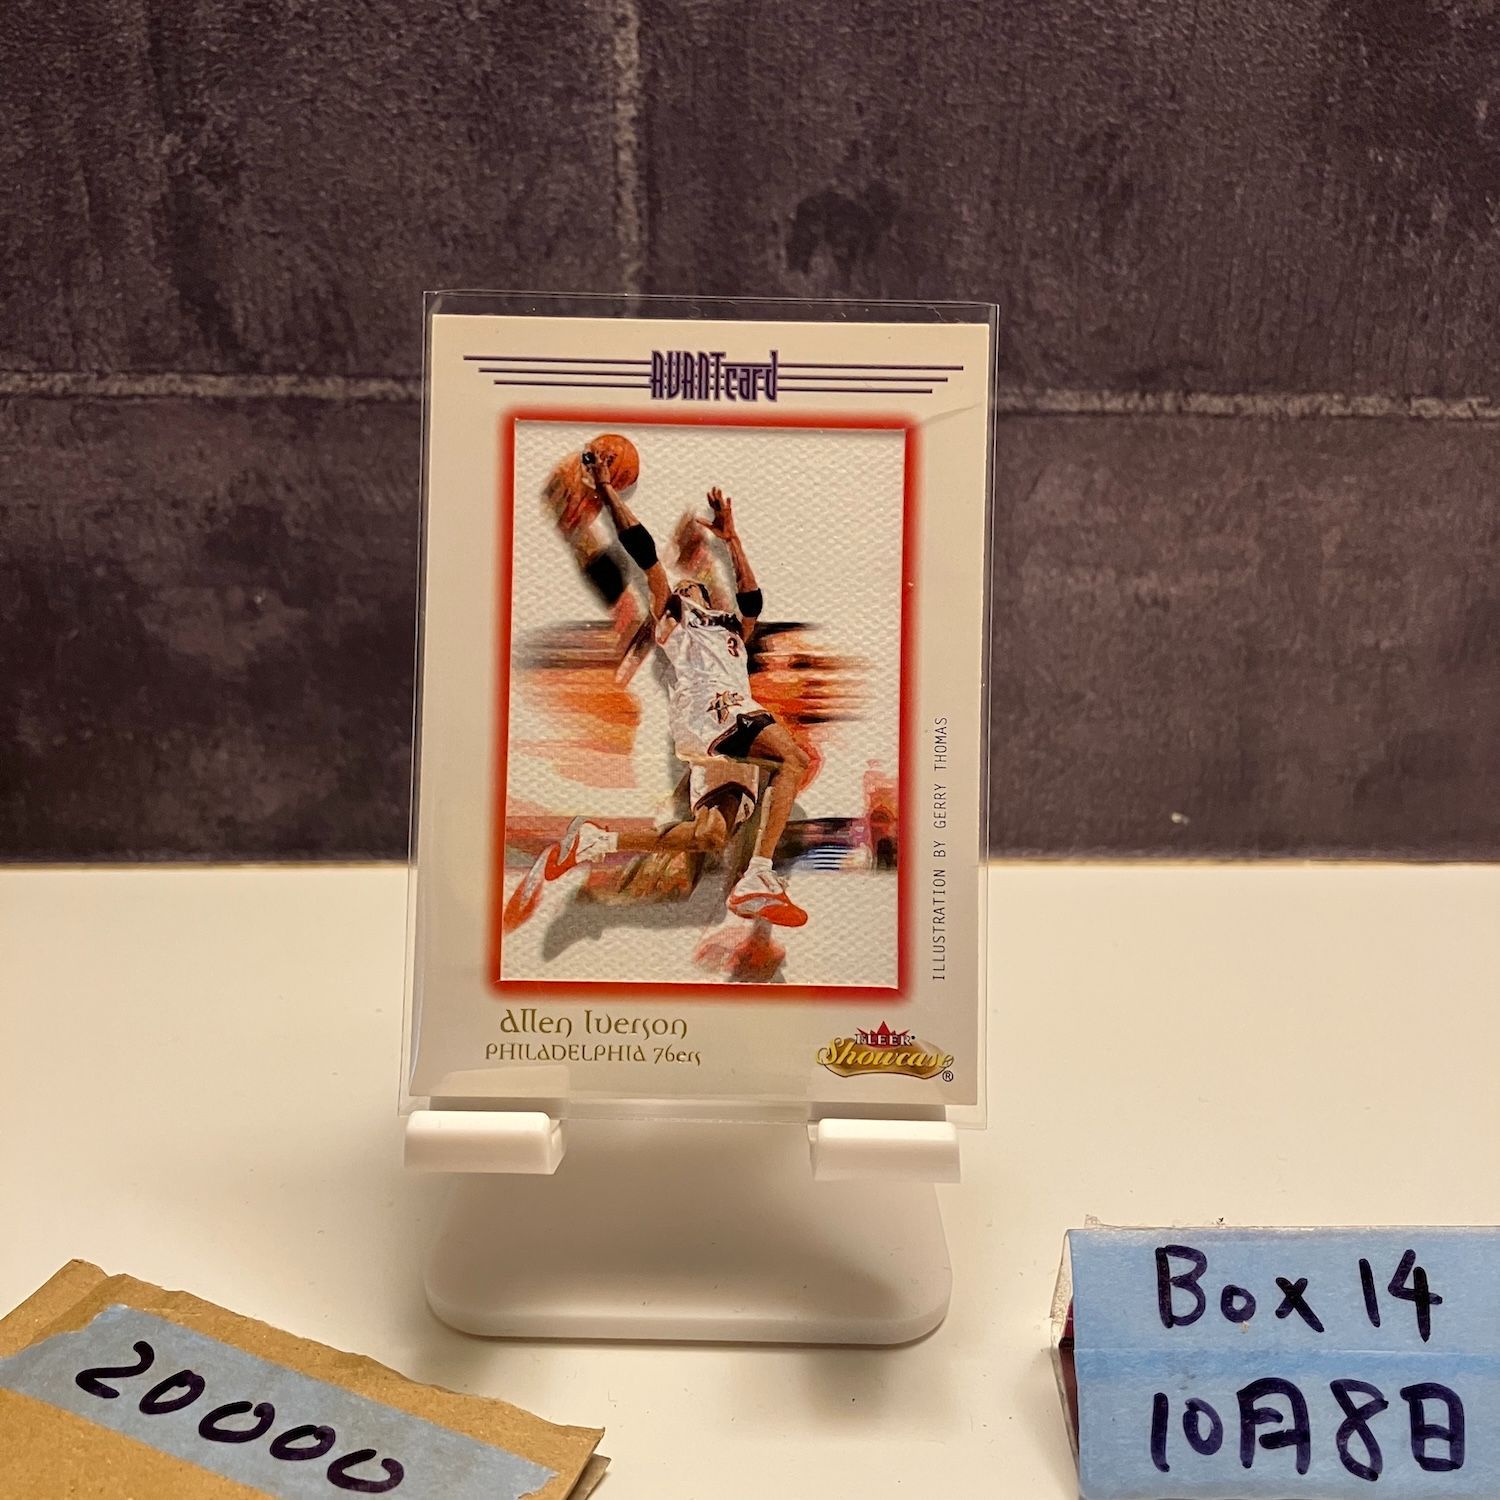 AVANTcard
3
ILLUSTRATION BY GERRY THOMAS
Allen Iverson
PHILADELPHIA 76ers
FLEER
Showcase®
20000
Box 14
10月8日